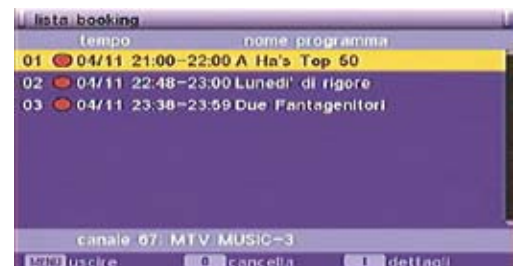 lista booking
tempo nome programma
01 04/11 21:00-22:00 A Ha's Top 50
02 04/11 22:48-23:00 Lunedi' di rigore
03 04/11 23:38-23:59 Due Fantagenitori
canale 67: MTV MUSIC-3
MENU uscire 0 cancella i dettagli